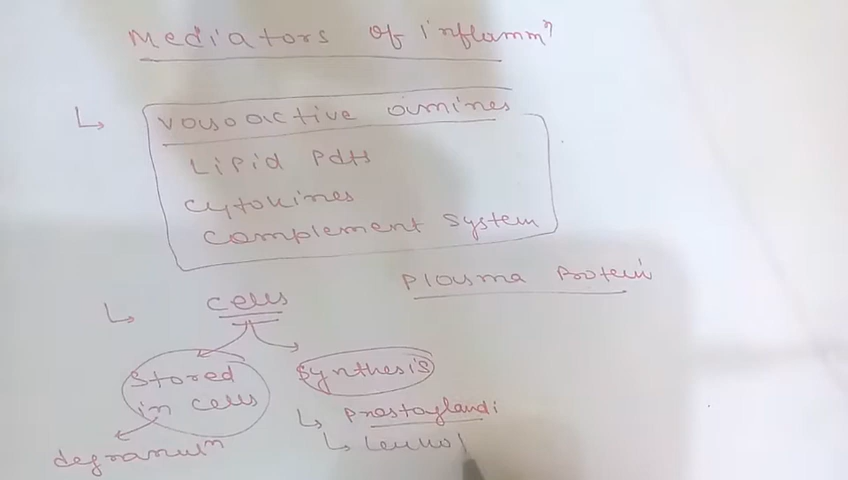 Mediators of inflammⁿ
Vasoactive amines
Lipid Pdts
Cytokines
Complement System
Cells Plasma Protein
Stored in cells
Synthesis
Prostaglandi
degranulⁿ
Leukot